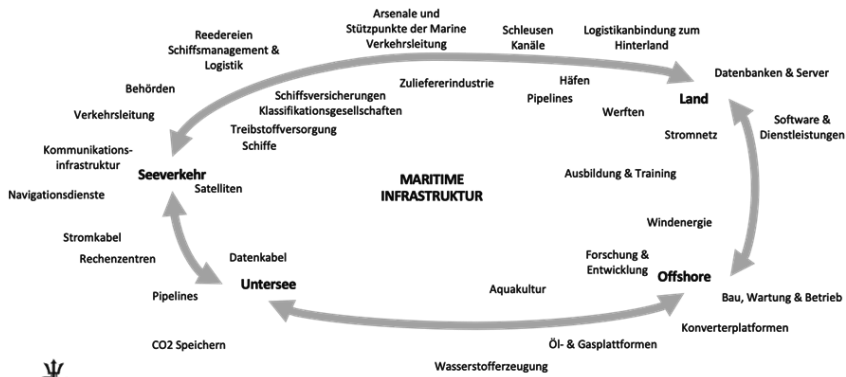 Arsenale und
Stützpunkte der Marine
Verkehrsleitung
Reedereien
Schiffsmanagement &
Logistik
Schleusen
Kanäle
Logistikanbindung zum
Hinterland
Behörden
Schiffsversicherungen
Klassifikationsgesellschaften
Zuliefererindustrie
Häfen
Pipelines
Datenbanken & Server
Land
Verkehrsleitung
Treibstoffversorgung
Schiffe
Werften
Stromnetz
Software &
Dienstleistungen
Kommunikations-
infrastruktur
Seeverkehr
Satelliten
Navigationsdienste
MARITIME
INFRASTRUKTUR
Ausbildung & Training
Windenergie
Stromkabel
Rechenzentren
Datenkabel
Untersee
Forschung &
Entwicklung
Offshore
Aquakultur
Pipelines
Bau, Wartung & Betrieb
Konverterplatformen
CO2 Speichern
Öl- & Gasplattformen
Wasserstofferzeugung